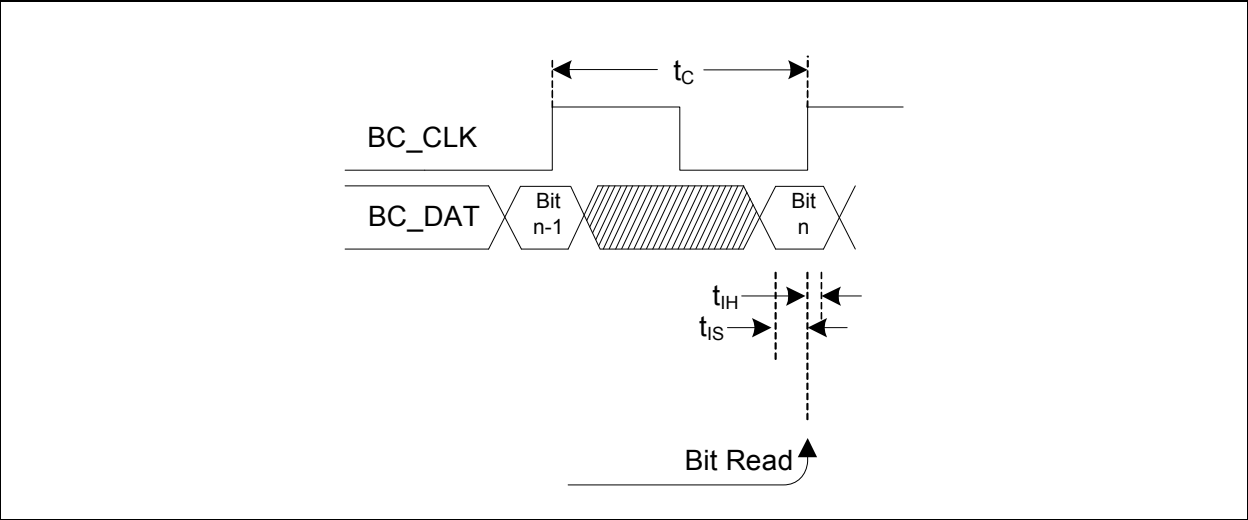 tC
BC_CLK
BC_DAT
Bit
n-1
Bit
n
tIH
tIS
Bit Read